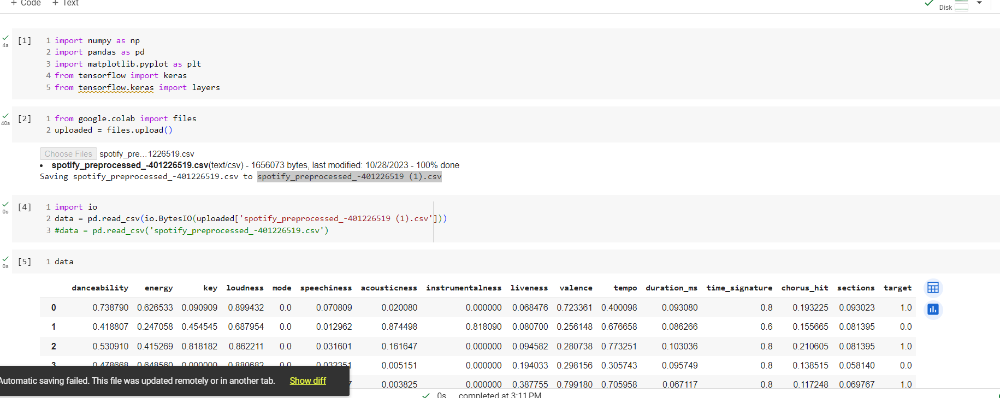 + Code + Text
Disk
4s
[1]
1 import numpy as np
2 import pandas as pd
3 import matplotlib.pyplot as plt
4 from tensorflow import keras
5 from tensorflow.keras import layers
40s
[2]
1 from google.colab import files
2 uploaded = files.upload()
Choose Files spotify_pre...1226519.csv
• spotify_preprocessed_-401226519.csv(text/csv) - 1656073 bytes, last modified: 10/28/2023 - 100% done
Saving spotify_preprocessed_-401226519.csv to spotify_preprocessed_-401226519 (1).csv
0s
[4]
1 import io
2 data = pd.read_csv(io.BytesIO(uploaded['spotify_preprocessed_-401226519 (1).csv']))
3 #data = pd.read_csv('spotify_preprocessed_-401226519.csv')
0s
[5]
1 data
danceability energy key loudness mode speechiness acousticness instrumentalness liveness valence tempo duration_ms time_signature chorus_hit sections target
0 0.738790 0.626533 0.090909 0.899432 0.0 0.070809 0.020080 0.000000 0.068476 0.723361 0.400098 0.093080 0.8 0.193225 0.093023 1.0
1 0.418807 0.247058 0.454545 0.687954 0.0 0.012962 0.874498 0.818090 0.080700 0.256148 0.676658 0.086266 0.6 0.155665 0.081395 0.0
2 0.530910 0.415269 0.818182 0.862211 0.0 0.031601 0.161647 0.000000 0.094582 0.280738 0.773251 0.103036 0.8 0.210605 0.081395 1.0
3 0.478668 0.648560 0.000000 0.880682 0.0 0.032351 0.005151 0.000000 0.194033 0.298156 0.305743 0.095749 0.8 0.138515 0.058140 0.0
0.003825 0.000000 0.387755 0.799180 0.705958 0.067117 0.8 0.117248 0.069767 1.0
Automatic saving failed. This file was updated remotely or in another tab. Show diff
0s completed at 3:11 PM